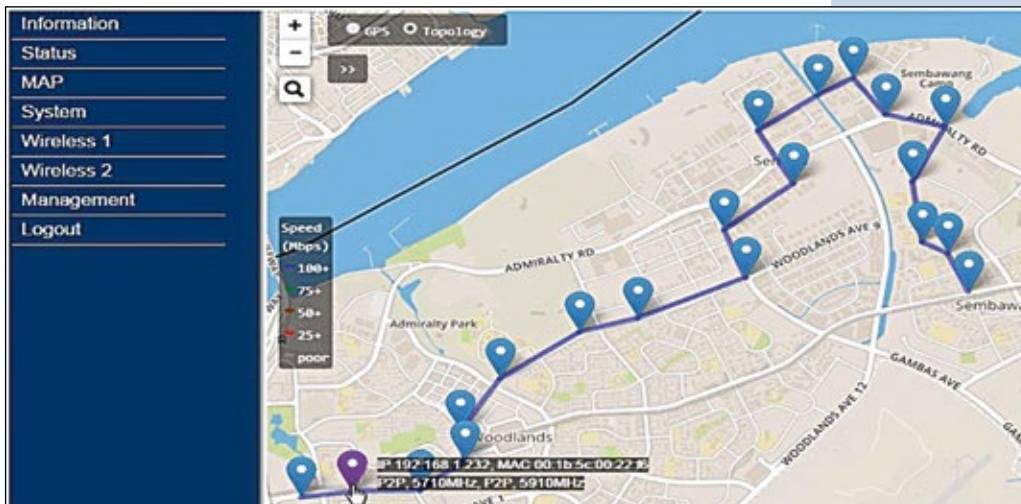 Information
Status
MAP
System
Wireless 1
Wireless 2
Management
Logout
+
−
GPS Topology
>>
Speed
(Mbps)
100+
75+
50+
25+
poor
Sembawang
Camp
ADMIRALTY RD
ADMIRALTY RD
WOODLANDS AVE 9
Admiralty Park
Sembawa
GAMBAS AVE
WOODLANDS AVE 12
Woodlands
IP 192.168.1.232, MAC 00:1b:5c:00:22:f6
P2P, 5710MHz, P2P, 5910MHz